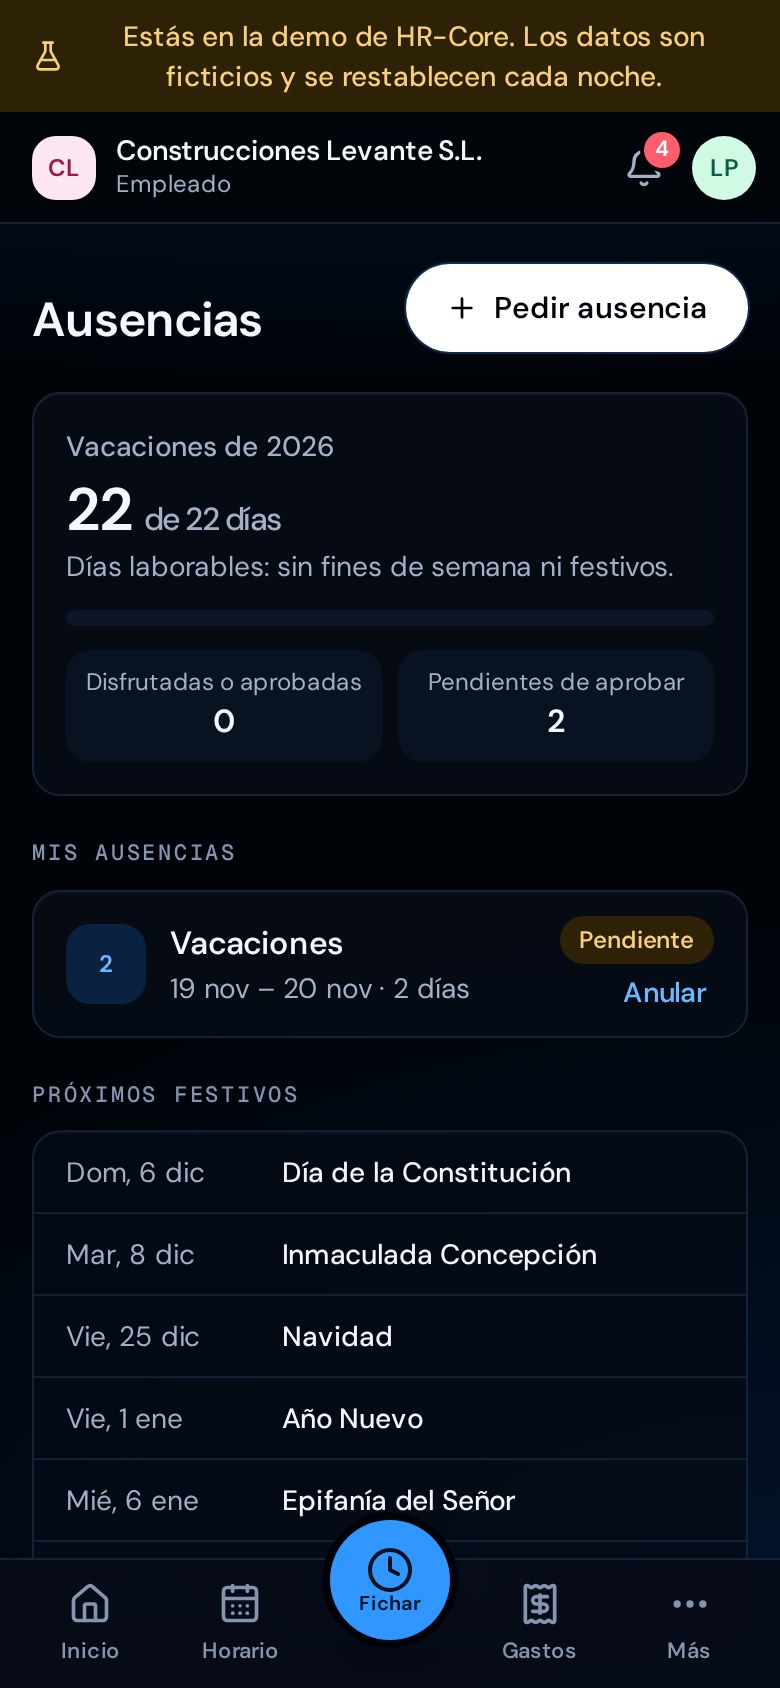 Estás en la demo de HR-Core. Los datos son
ficticios y se restablecen cada noche.
CL
Construcciones Levante S.L.
Empleado
4
LP
Ausencias
+ Pedir ausencia
Vacaciones de 2026
22 de 22 días
Días laborables: sin fines de semana ni festivos.
Disfrutadas o aprobadas
0
Pendientes de aprobar
2
MIS AUSENCIAS
2
Vacaciones
19 nov – 20 nov · 2 días
Pendiente
Anular
PRÓXIMOS FESTIVOS
Dom, 6 dic Día de la Constitución
Mar, 8 dic Inmaculada Concepción
Vie, 25 dic Navidad
Vie, 1 ene Año Nuevo
Mié, 6 ene Epifanía del Señor
Inicio
Horario
Fichar
Gastos
Más